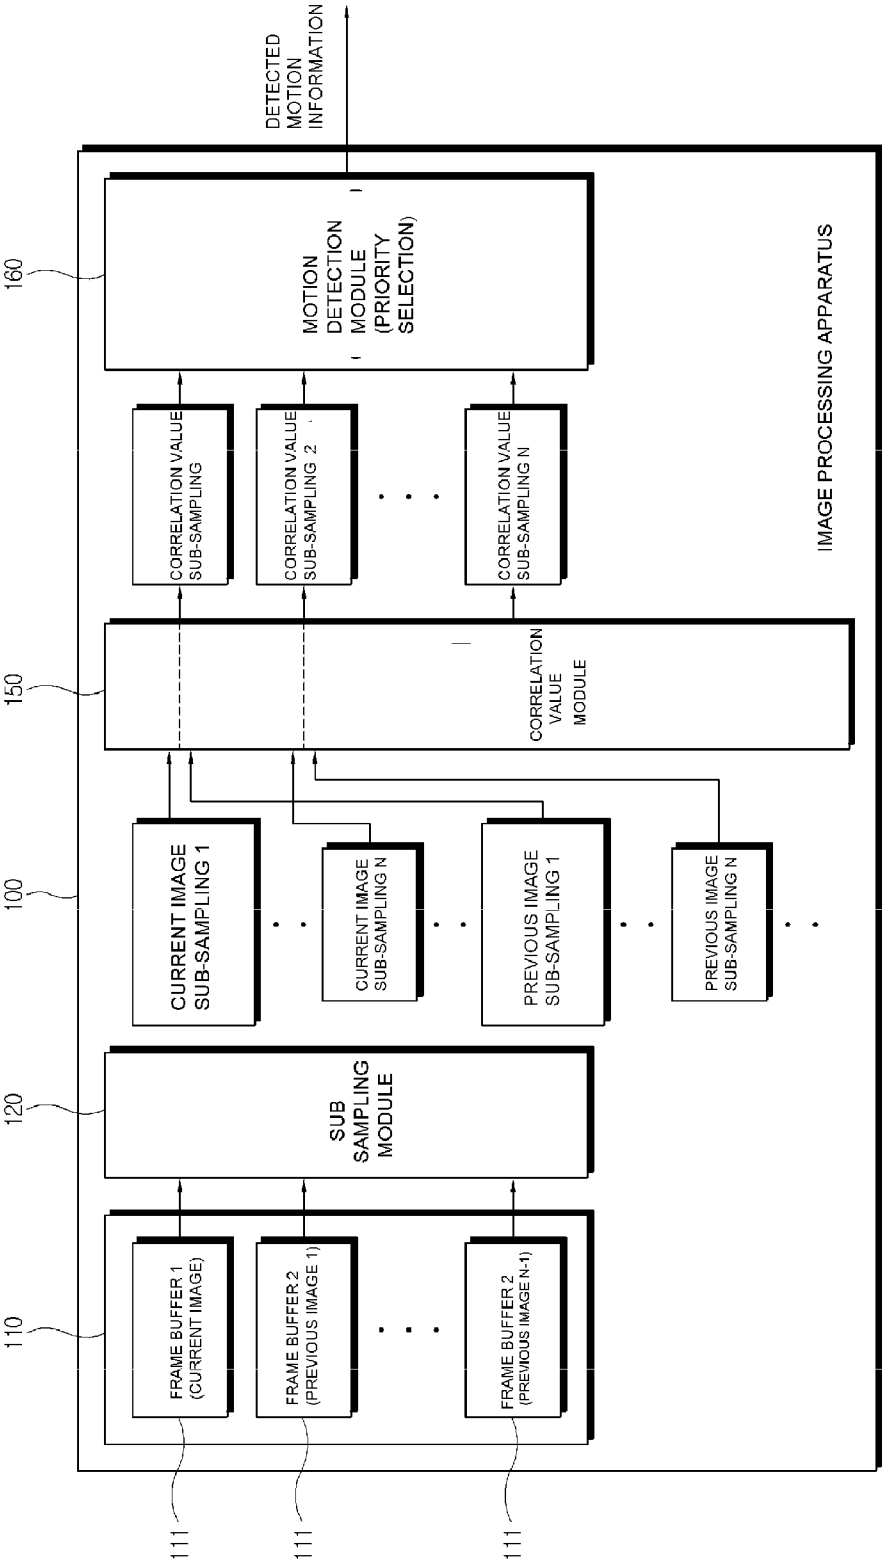 110
120
100
150
160
FRAME BUFFER 1
(CURRENT IMAGE)
FRAME BUFFER 2
(PREVIOUS IMAGE 1)
FRAME BUFFER 2
(PREVIOUS IMAGE N-1)
111
111
111
SUB
SAMPLING
MODULE
CURRENT IMAGE
SUB-SAMPLING 1
CURRENT IMAGE
SUB-SAMPLING N
PREVIOUS IMAGE
SUB-SAMPLING 1
PREVIOUS IMAGE
SUB-SAMPLING N
CORRELATION
VALUE
MODULE
CORRELATION VALUE
SUB-SAMPLING
CORRELATION VALUE
SUB-SAMPLING 2
CORRELATION VALUE
SUB-SAMPLING N
MOTION
DETECTION
MODULE
(PRIORITY
SELECTION)
DETECTED
MOTION
INFORMATION
IMAGE PROCESSING APPARATUS